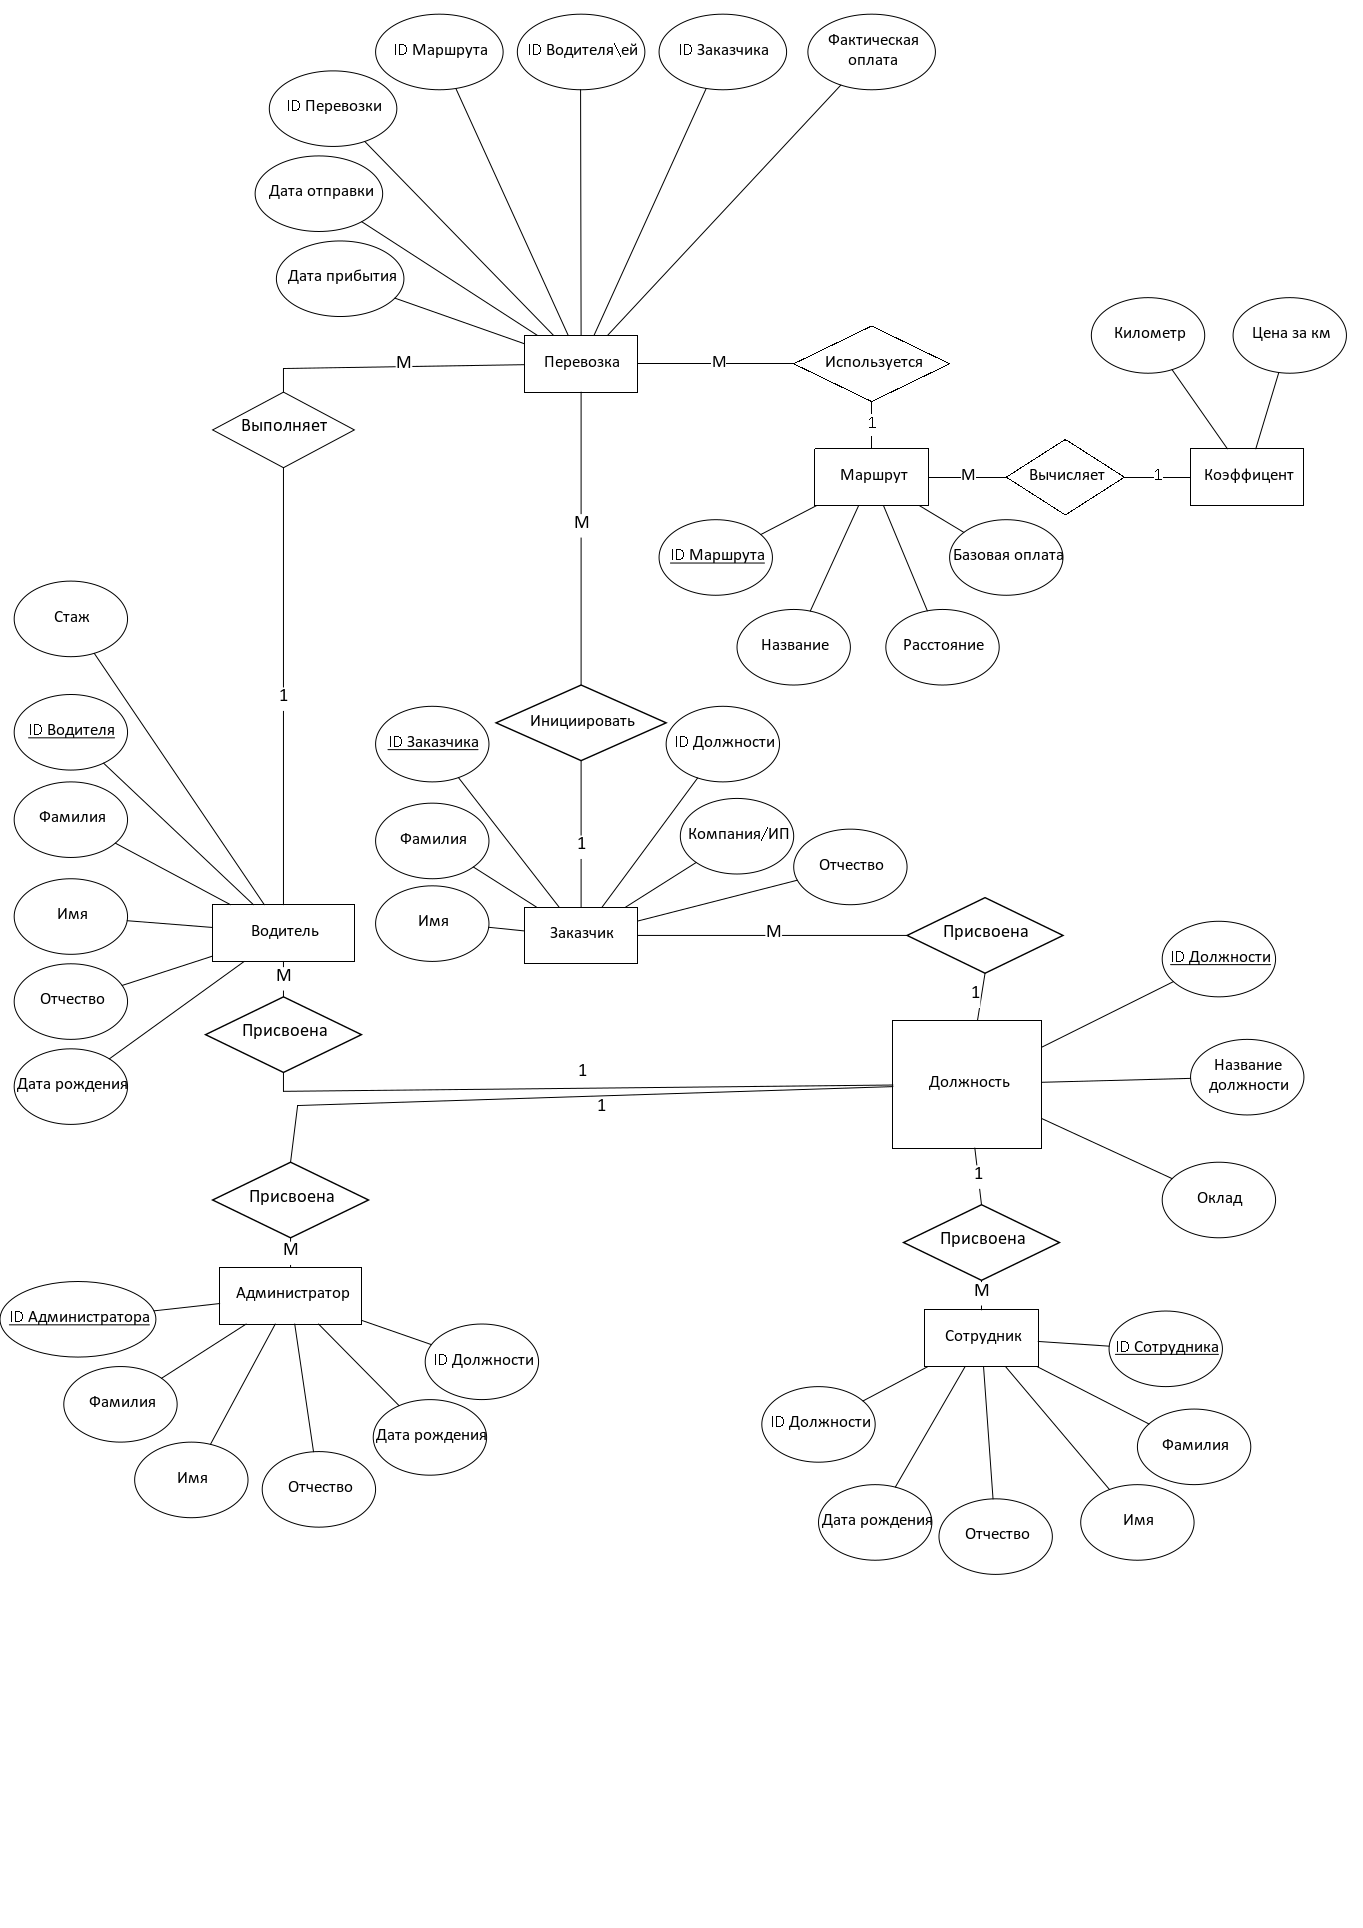 ID Маршрута
ID Водителя\ей
ID Заказчика
Фактическая
оплата
ID Перевозки
Дата отправки
Дата прибытия
Километр
Цена за км
М
Перевозка
М
Используется
Выполняет
1
Маршрут
М
Вычисляет
1
Коэффицент
М
ID Маршрута
Базовая оплата
Название
Расстояние
Стаж
1
ID Водителя
Инициировать
ID Заказчика
ID Должности
Фамилия
Фамилия
1
Компания/ИП
Отчество
Имя
Имя
Водитель
Заказчик
М
Присвоена
ID Должности
М
1
Отчество
Присвоена
Дата рождения
1
1
Должность
Название
должности
1
Присвоена
Оклад
М
Присвоена
М
Администратор
ID Администратора
Сотрудник
ID Сотрудника
ID Должности
Фамилия
Дата рождения
Имя
Отчество
ID Должности
Фамилия
Дата рождения
Отчество
Имя